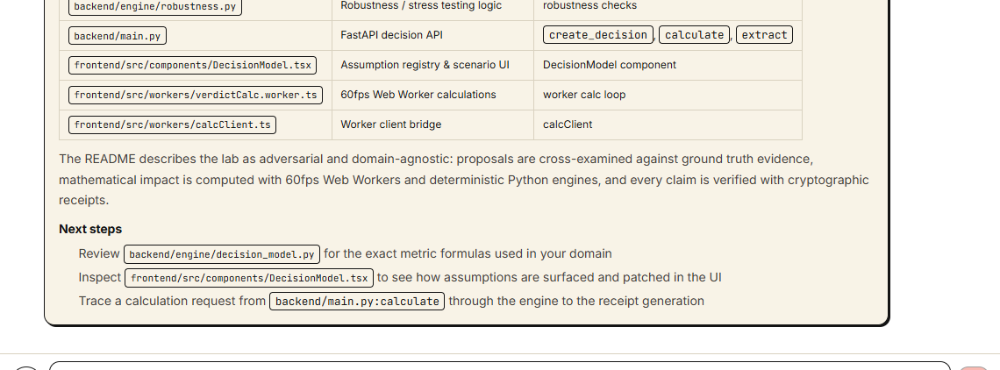 backend/engine/robustness.py Robustness / stress testing logic robustness checks
backend/main.py FastAPI decision API create_decision, calculate, extract
frontend/src/components/DecisionModel.tsx Assumption registry & scenario UI DecisionModel component
frontend/src/workers/verdictCalc.worker.ts 60fps Web Worker calculations worker calc loop
frontend/src/workers/calcClient.ts Worker client bridge calcClient
The README describes the lab as adversarial and domain-agnostic: proposals are cross-examined against ground truth evidence,
mathematical impact is computed with 60fps Web Workers and deterministic Python engines, and every claim is verified with cryptographic
receipts.
Next steps
Review backend/engine/decision_model.py for the exact metric formulas used in your domain
Inspect frontend/src/components/DecisionModel.tsx to see how assumptions are surfaced and patched in the UI
Trace a calculation request from backend/main.py:calculate through the engine to the receipt generation